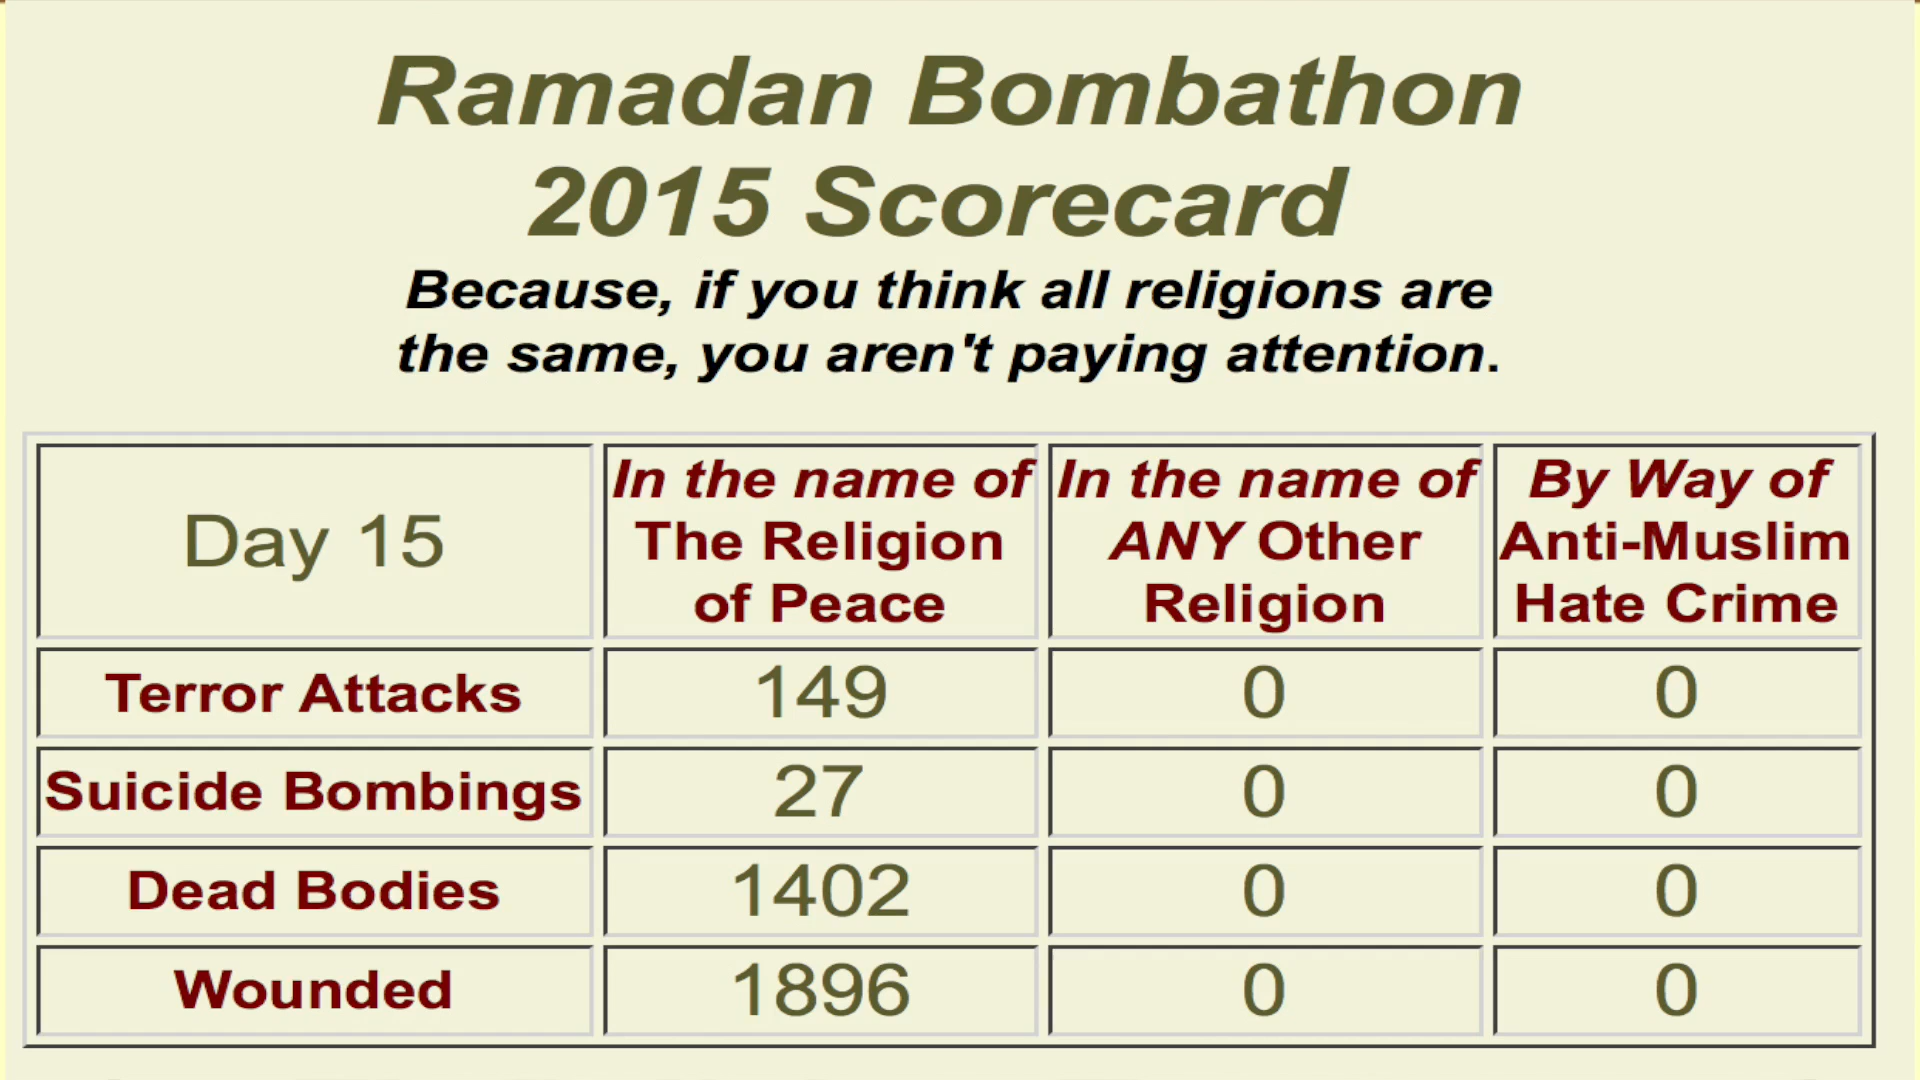 Ramadan Bombathon
2015 Scorecard
Because, if you think all religions are
the same, you aren't paying attention.
Day 15
In the name of
The Religion
of Peace
In the name of
ANY Other
Religion
By Way of
Anti-Muslim
Hate Crime
Terror Attacks 149 0 0
Suicide Bombings 27 0 0
Dead Bodies 1402 0 0
Wounded 1896 0 0